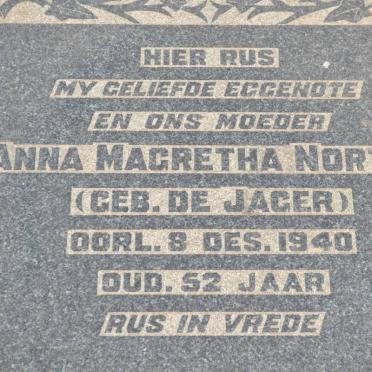 HIER RUS
MY GELIEFDE EGGENOTE
EN ONS MOEDER
ANNA MAGRETHA NORT
(GEB. DE JAGER)
OORL. 8 DES. 1940
OUD. 52 JAAR
RUS IN VREDE